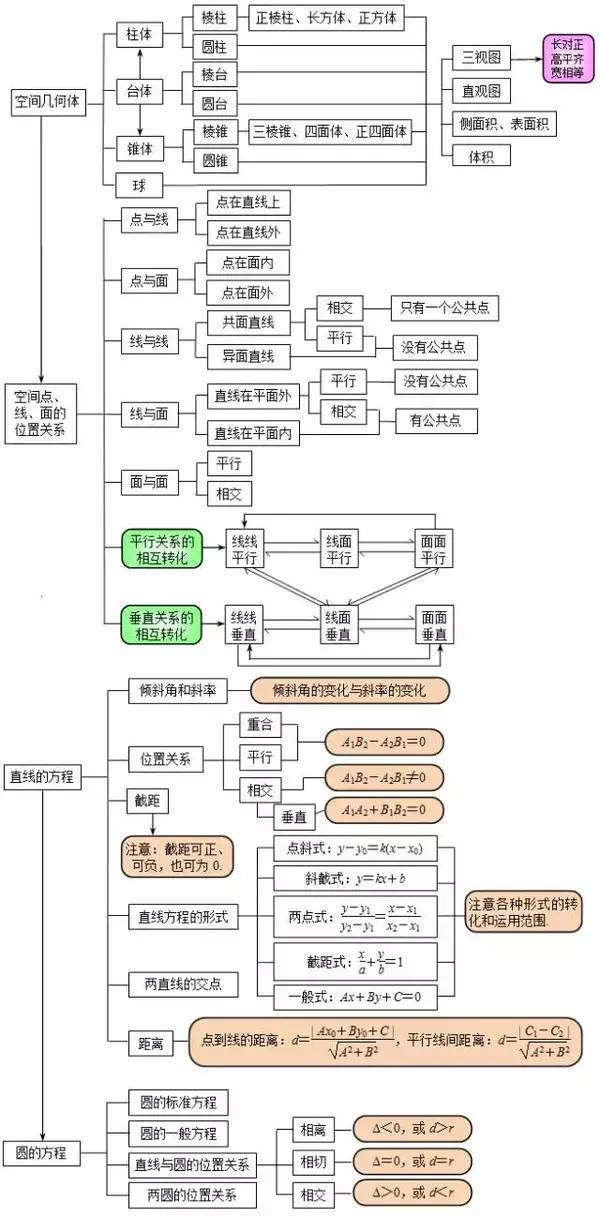 空间几何体
柱体
棱柱
正棱柱、长方体、正方体
圆柱
台体
棱台
圆台
锥体
棱锥
三棱锥、四面体、正四面体
圆锥
球
三视图
长对正
高平齐
宽相等
直观图
侧面积、表面积
体积
空间点、
线、面的
位置关系
点与线
点在直线上
点在直线外
点与面
点在面内
点在面外
线与线
共面直线
相交
只有一个公共点
平行
没有公共点
异面直线
线与面
直线在平面外
平行
没有公共点
相交
有公共点
直线在平面内
面与面
平行
相交
平行关系的
相互转化
线线
平行
线面
平行
面面
平行
垂直关系的
相互转化
线线
垂直
线面
垂直
面面
垂直
直线的方程
倾斜角和斜率
倾斜角的变化与斜率的变化
位置关系
重合
平行
A₁B₂－A₂B₁＝0
相交
A₁B₂－A₂B₁≠0
垂直
A₁A₂＋B₁B₂＝0
截距
注意：截距可正、
可负，也可为 0.
直线方程的形式
点斜式：y－y₀＝k(x－x₀)
斜截式：y＝kx＋b
两点式：(y－y₁)/(y₂－y₁)＝(x－x₁)/(x₂－x₁)
截距式：x/a＋y/b＝1
一般式：Ax＋By＋C＝0
注意各种形式的转
化和运用范围.
两直线的交点
距离
点到线的距离：d＝|Ax₀＋By₀＋C|/√(A²＋B²)，平行线间距离：d＝|C₁－C₂|/√(A²＋B²)
圆的方程
圆的标准方程
圆的一般方程
直线与圆的位置关系
两圆的位置关系
相离
Δ＜0，或 d＞r
相切
Δ＝0，或 d＝r
相交
Δ＞0，或 d＜r